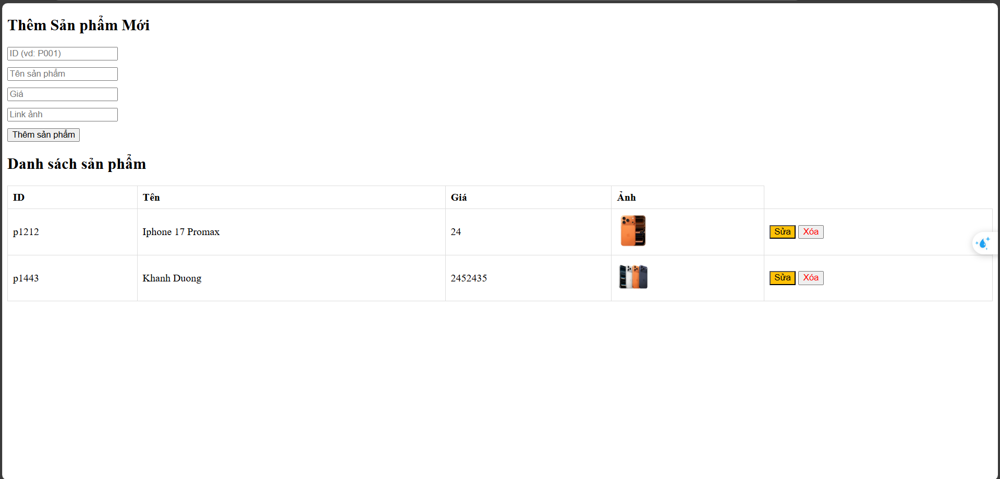 Thêm Sản phẩm Mới
ID (vd: P001)
Tên sản phẩm
Giá
Link ảnh
Thêm sản phẩm
Danh sách sản phẩm
ID Tên Giá Ảnh
p1212 Iphone 17 Promax 24 Sửa Xóa
p1443 Khanh Duong 2452435 Sửa Xóa